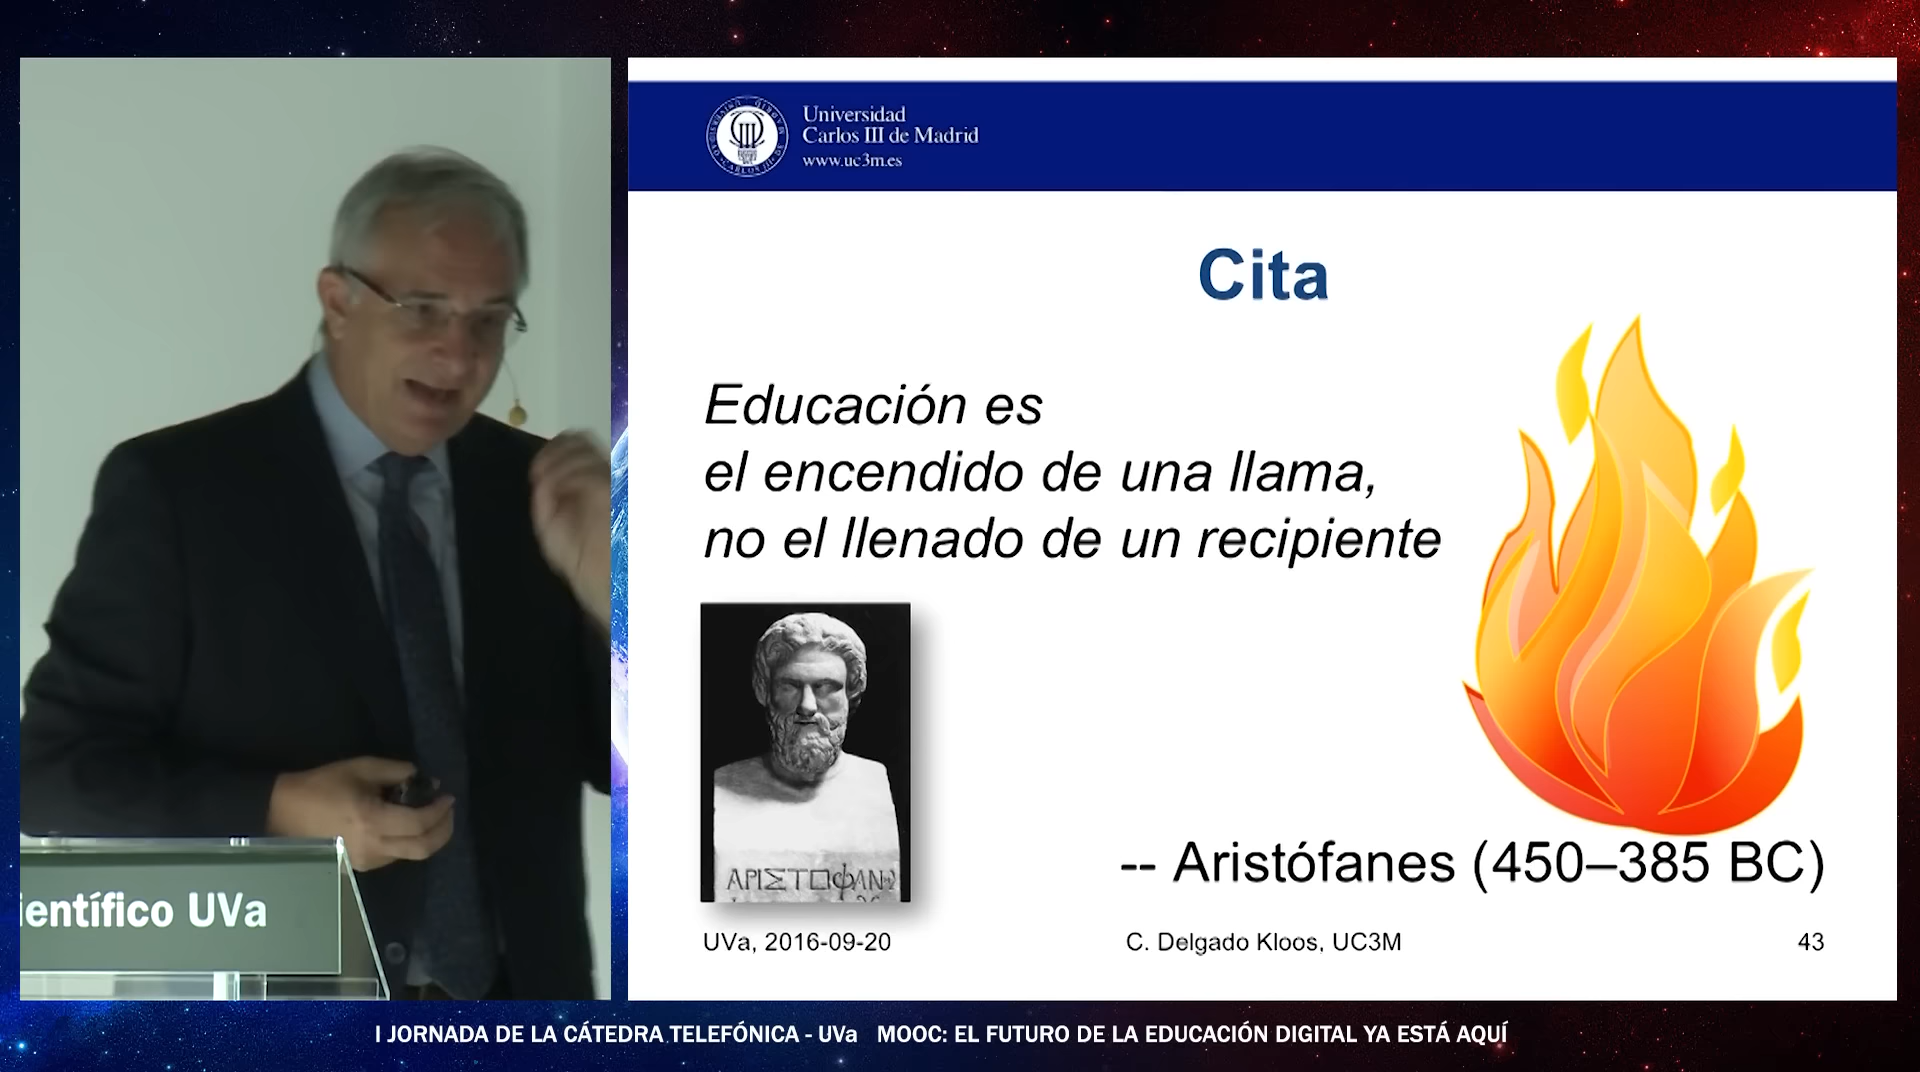 Universidad
Carlos III de Madrid
www.uc3m.es
Cita
Educación es
el encendido de una llama,
no el llenado de un recipiente
-- Aristófanes (450–385 BC)
UVa, 2016-09-20
C. Delgado Kloos, UC3M
43
ientífico UVa
I JORNADA DE LA CÁTEDRA TELEFÓNICA - UVa MOOC: EL FUTURO DE LA EDUCACIÓN DIGITAL YA ESTÁ AQUÍ